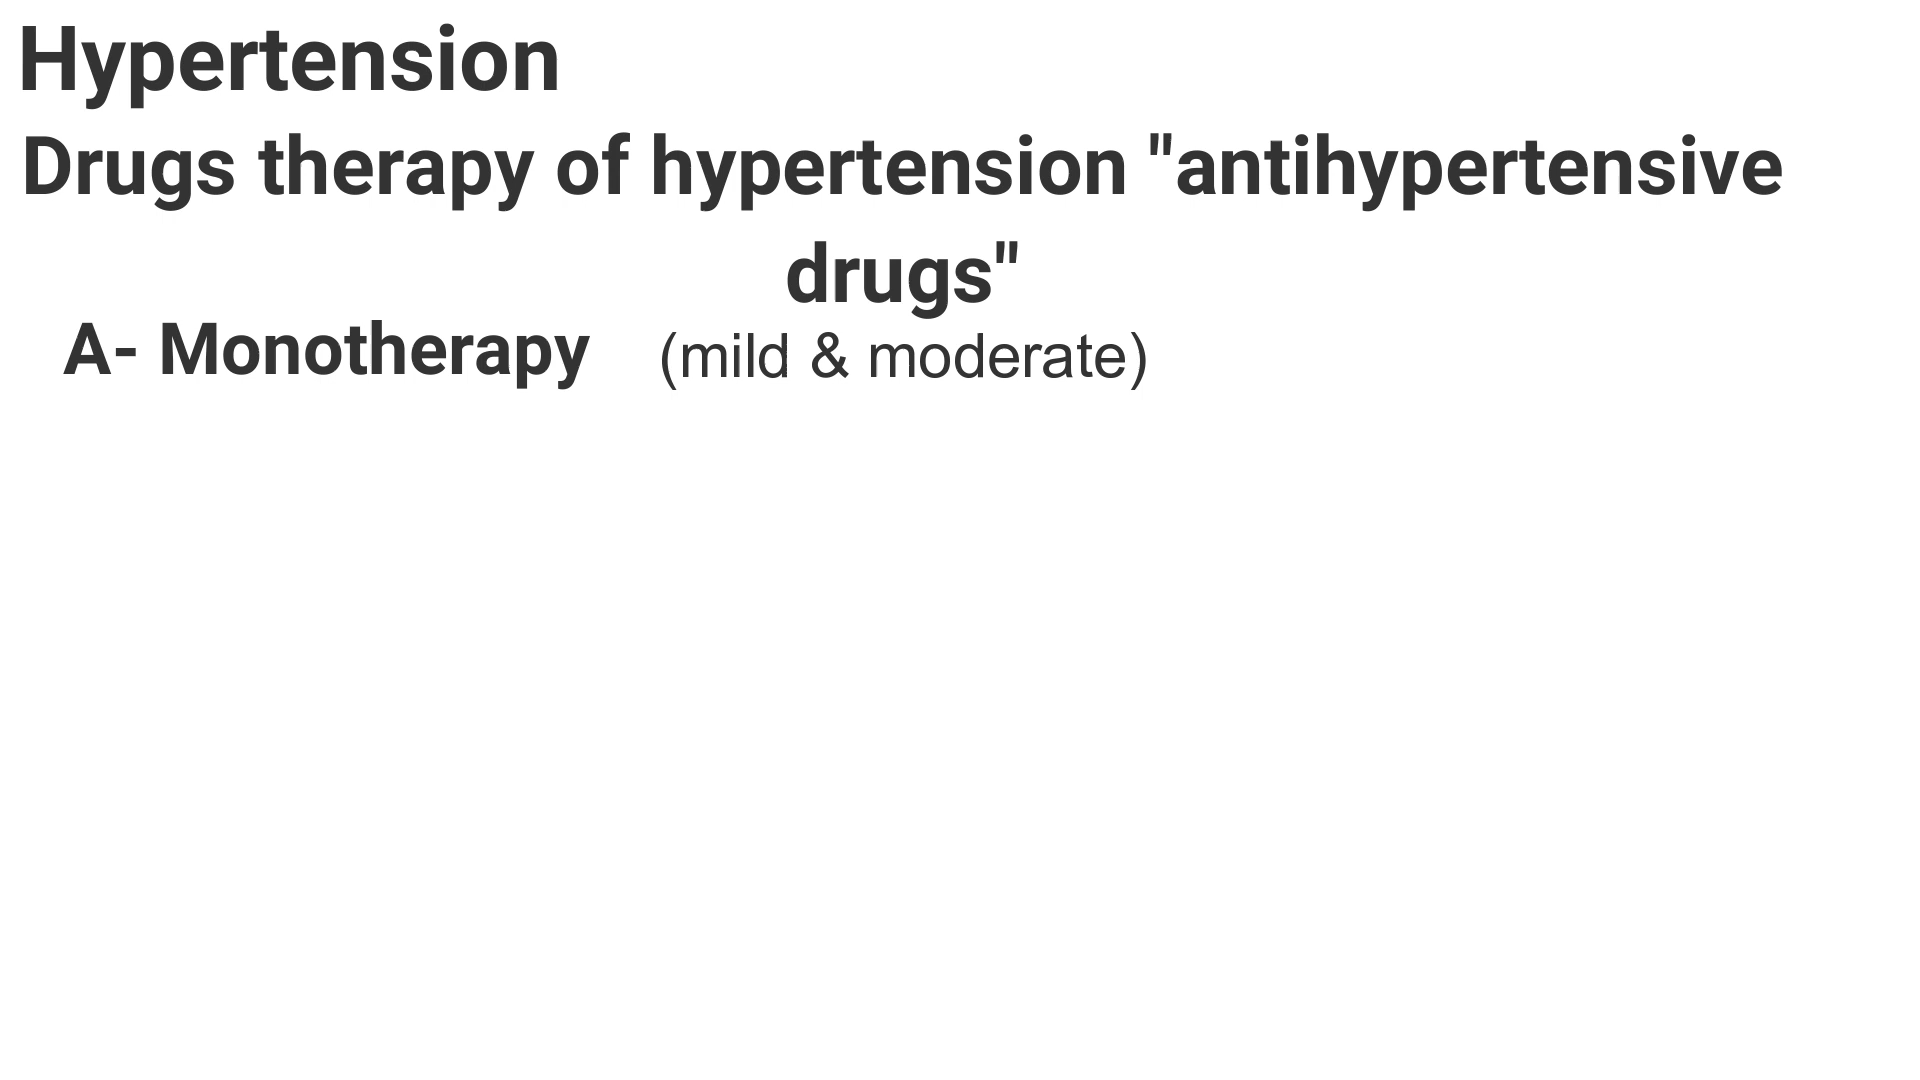 Hypertension
Drugs therapy of hypertension "antihypertensive
drugs"
A- Monotherapy (mild & moderate)